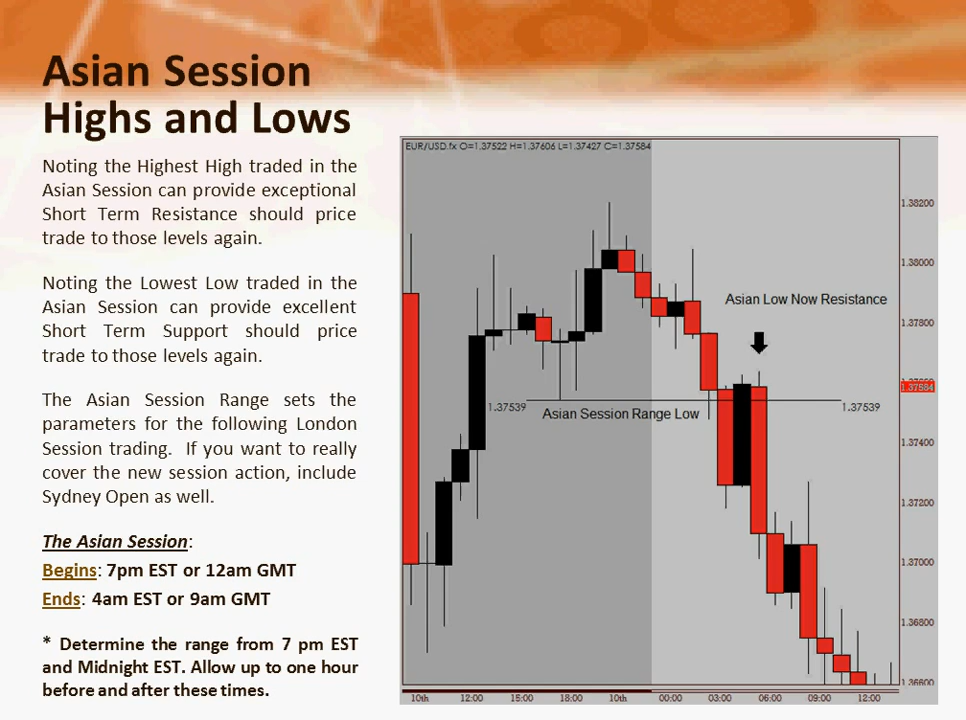 Asian Session
Highs and Lows
Noting the Highest High traded in the
Asian Session can provide exceptional
Short Term Resistance should price
trade to those levels again.
Noting the Lowest Low traded in the
Asian Session can provide excellent
Short Term Support should price
trade to those levels again.
The Asian Session Range sets the
parameters for the following London
Session trading. If you want to really
cover the new session action, include
Sydney Open as well.
The Asian Session:
Begins: 7pm EST or 12am GMT
Ends: 4am EST or 9am GMT
* Determine the range from 7 pm EST
and Midnight EST. Allow up to one hour
before and after these times.
EUR/USD.fx O=1.37522 H=1.37606 L=1.37427 C=1.37584
1.38200
1.38000
Asian Low Now Resistance
1.37800
1.37539
Asian Session Range Low
1.37539
1.37400
1.37200
1.37000
1.36800
1.36600
10th 12:00 15:00 18:00 10th 00:00 03:00 06:00 09:00 12:00